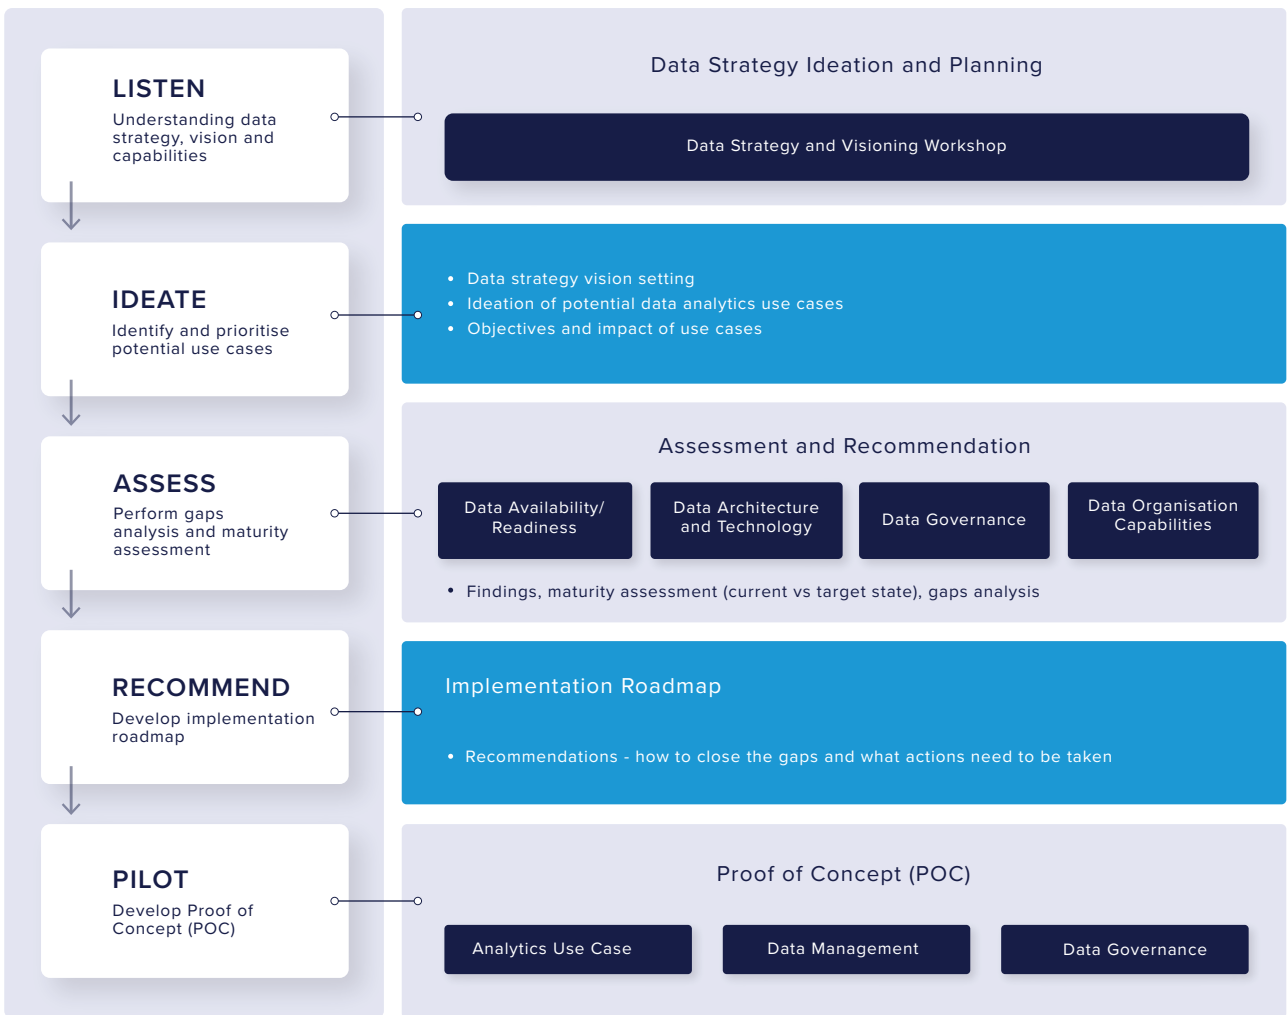 LISTEN
Understanding data
strategy, vision and
capabilities
Data Strategy Ideation and Planning
Data Strategy and Visioning Workshop
IDEATE
Identify and prioritise
potential use cases
• Data strategy vision setting
• Ideation of potential data analytics use cases
• Objectives and impact of use cases
ASSESS
Perform gaps
analysis and maturity
assessment
Assessment and Recommendation
Data Availability/
Readiness
Data Architecture
and Technology
Data Governance
Data Organisation
Capabilities
• Findings, maturity assessment (current vs target state), gaps analysis
RECOMMEND
Develop implementation
roadmap
Implementation Roadmap
• Recommendations - how to close the gaps and what actions need to be taken
PILOT
Develop Proof of
Concept (POC)
Proof of Concept (POC)
Analytics Use Case
Data Management
Data Governance